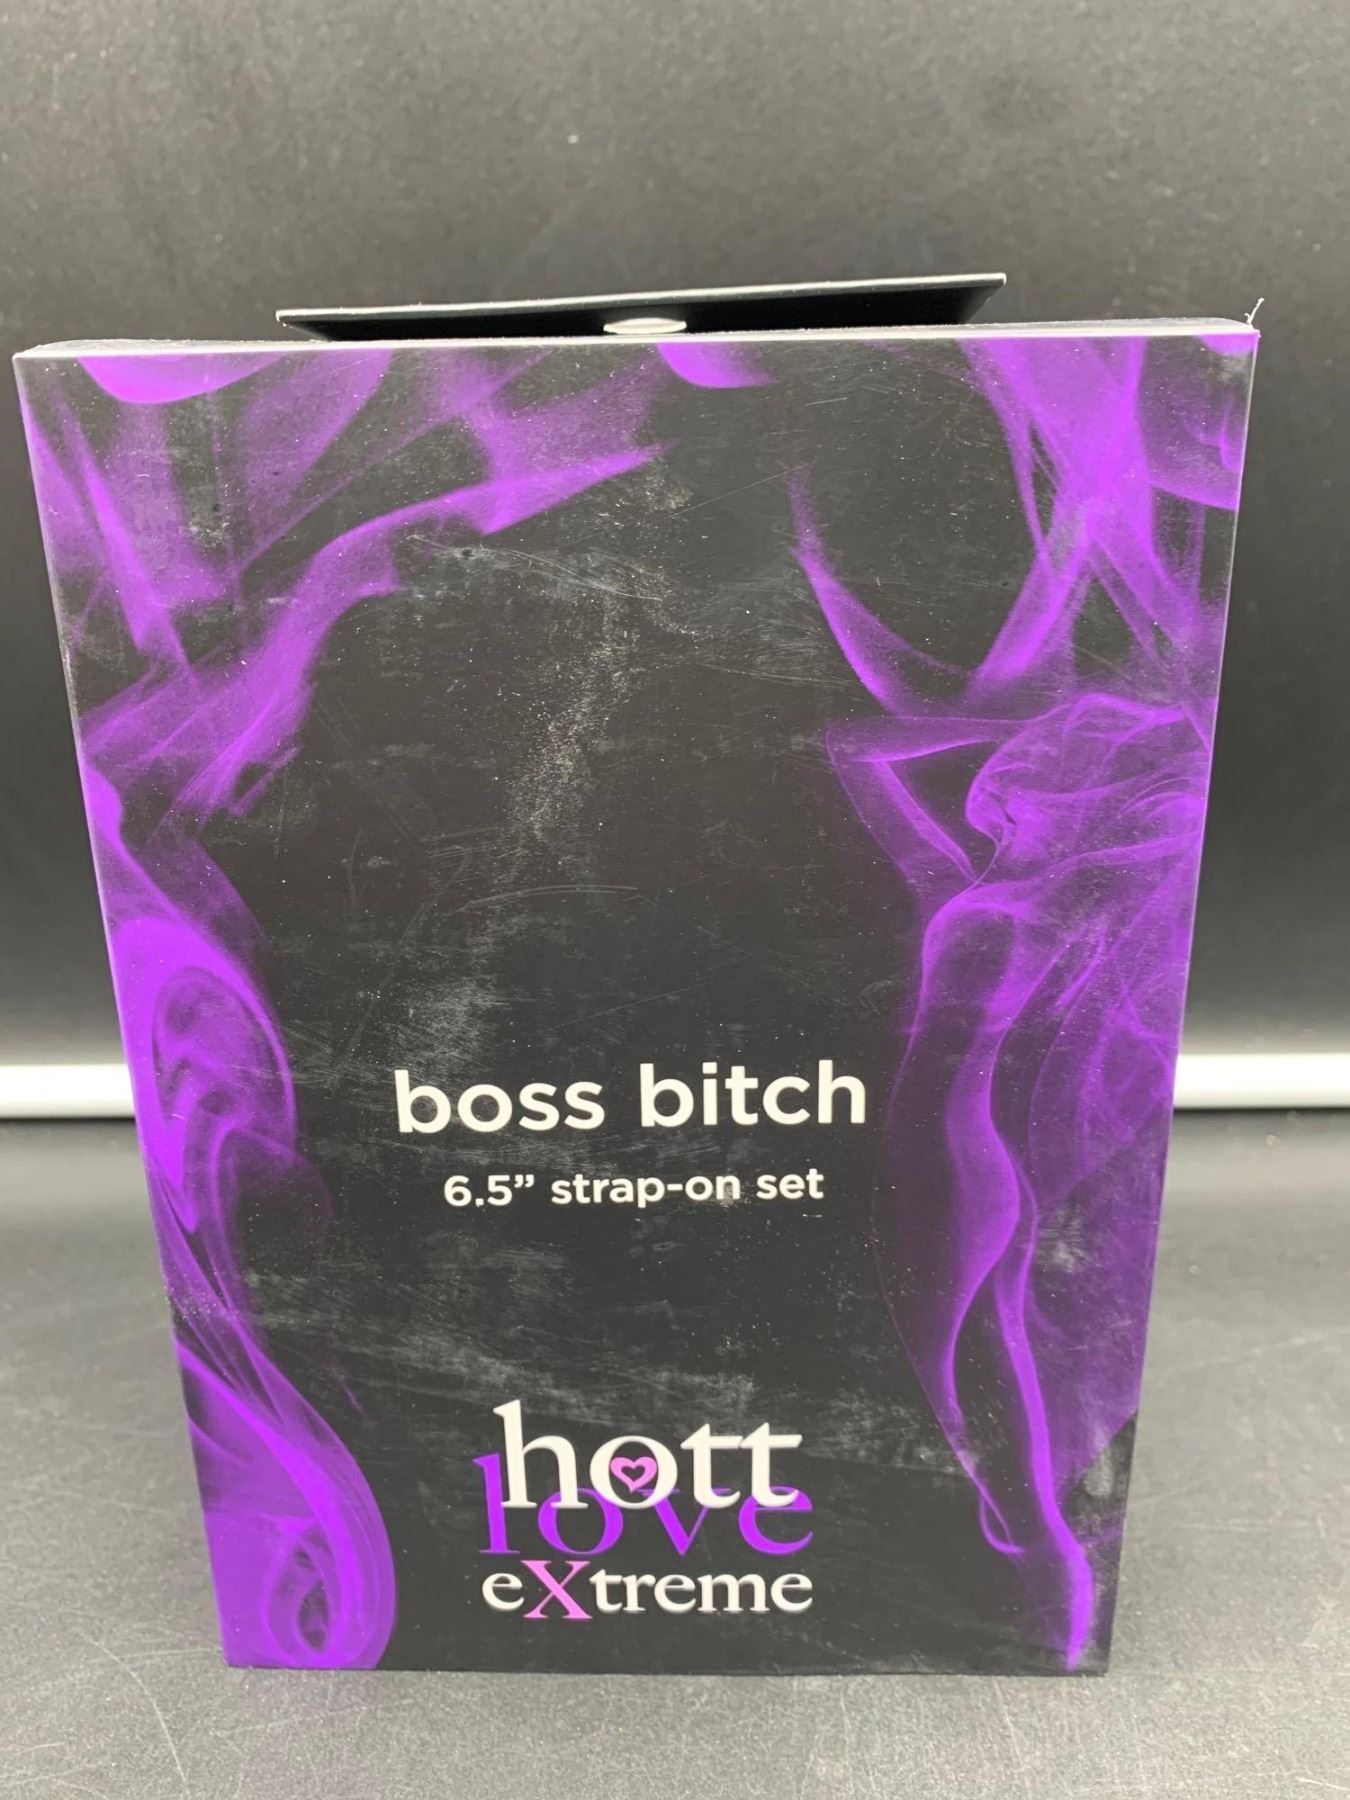 boss bitch
6.5” strap-on set
hott
love
eXtreme